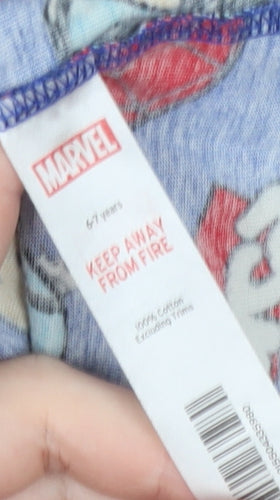 MARVEL
6-7 years
KEEP AWAY
FROM FIRE
100% Cotton
Excluding Trims